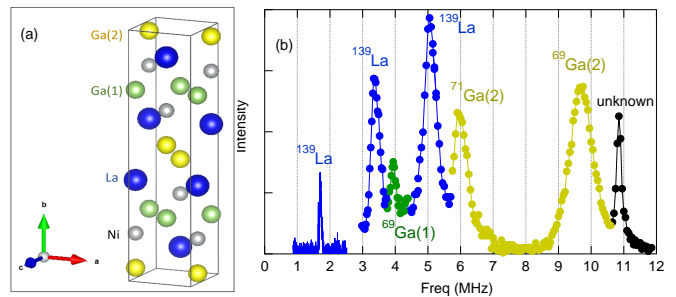 (a)
Ga(2)
Ga(1)
La
Ni
b
c
a
(b)
Intensity
139La
139La
139La
69Ga(1)
71Ga(2)
69Ga(2)
unknown
0 1 2 3 4 5 6 7 8 9 10 11 12
Freq (MHz)